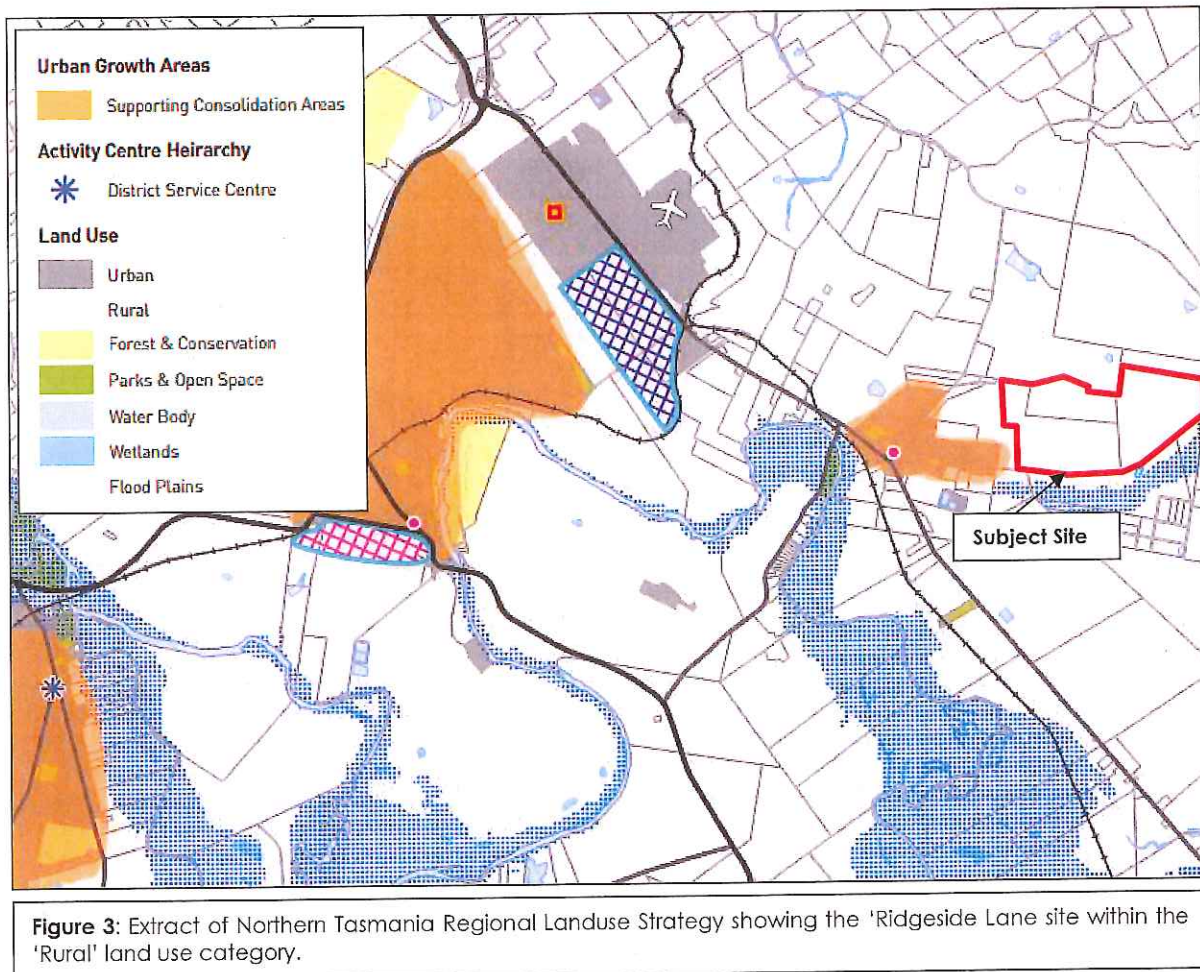 Urban Growth Areas
Supporting Consolidation Areas
Activity Centre Heirarchy
District Service Centre
Land Use
Urban
Rural
Forest & Conservation
Parks & Open Space
Water Body
Wetlands
Flood Plains
Subject Site
Figure 3: Extract of Northern Tasmania Regional Landuse Strategy showing the 'Ridgeside Lane site within the
'Rural' land use category.